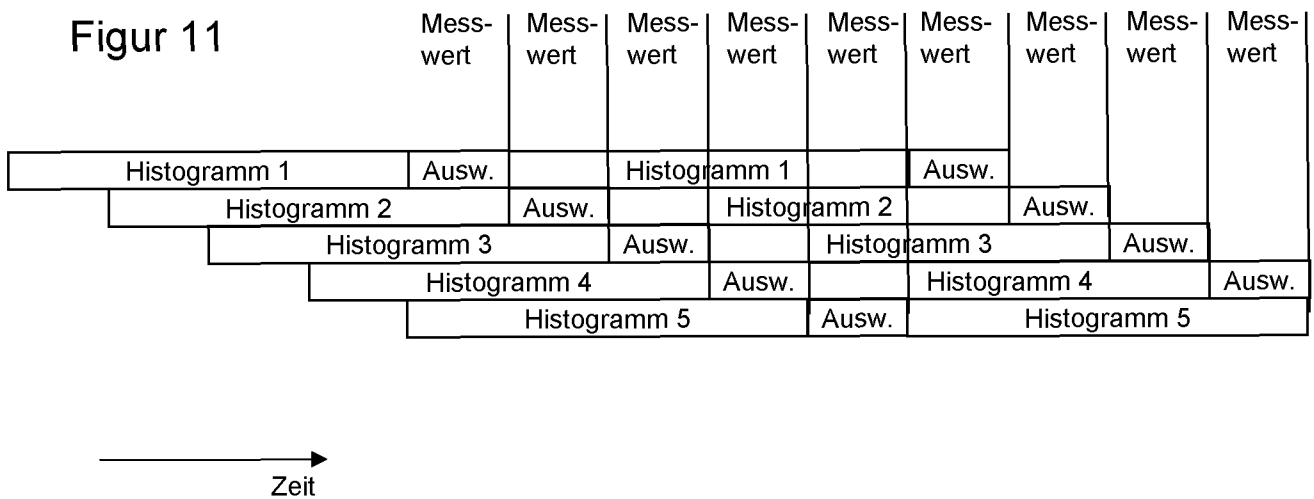 Figur 11
Mess- Mess- Mess- Mess- Mess- Mess- Mess- Mess- Mess-
wert wert wert wert wert wert wert wert wert
Histogramm 1 Ausw. Histogramm 1 Ausw.
Histogramm 2 Ausw. Histogramm 2 Ausw.
Histogramm 3 Ausw. Histogramm 3 Ausw.
Histogramm 4 Ausw. Histogramm 4 Ausw.
Histogramm 5 Ausw. Histogramm 5
Zeit